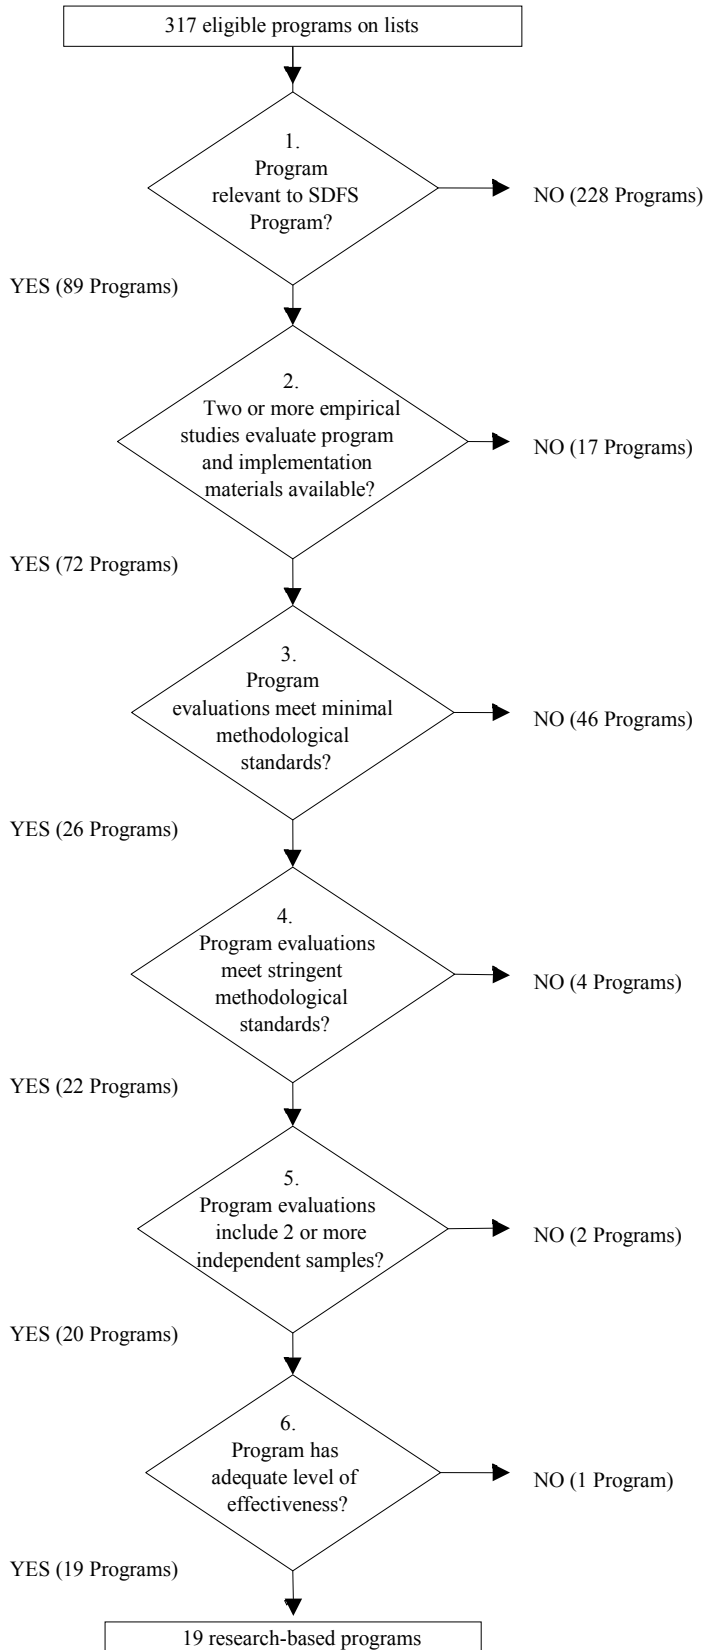 317 eligible programs on lists
1.
Program
relevant to SDFS
Program?
NO (228 Programs)
YES (89 Programs)
2.
Two or more empirical
studies evaluate program
and implementation
materials available?
NO (17 Programs)
YES (72 Programs)
3.
Program
evaluations meet minimal
methodological
standards?
NO (46 Programs)
YES (26 Programs)
4.
Program evaluations
meet stringent
methodological
standards?
NO (4 Programs)
YES (22 Programs)
5.
Program evaluations
include 2 or more
independent samples?
NO (2 Programs)
YES (20 Programs)
6.
Program has
adequate level of
effectiveness?
NO (1 Program)
YES (19 Programs)
19 research-based programs